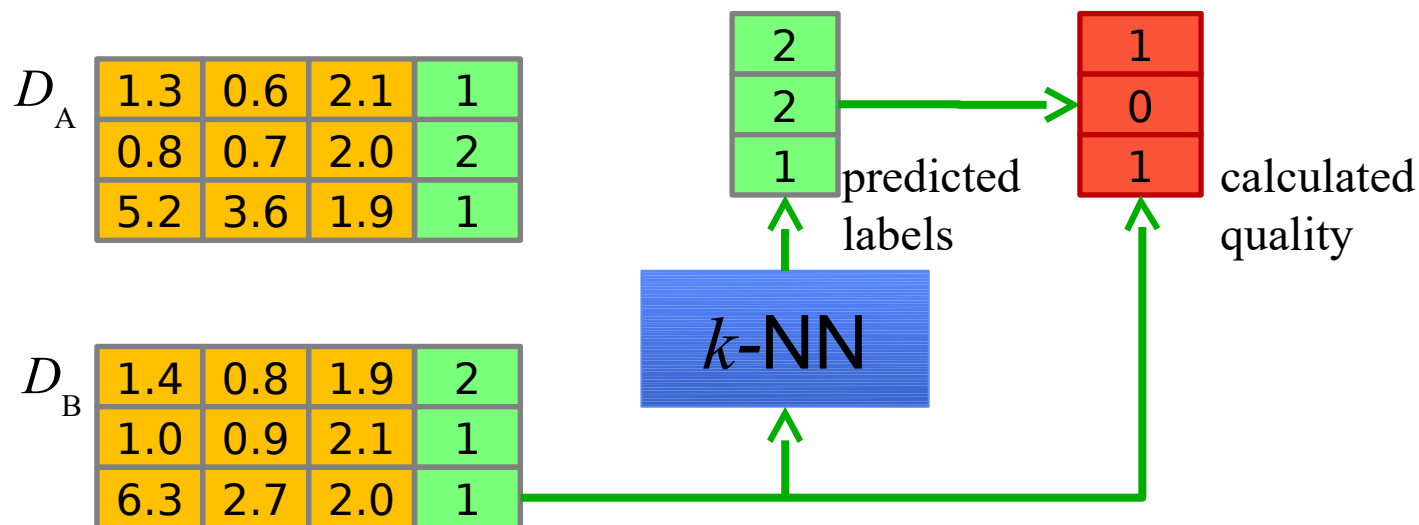 D_A
1.3 0.6 2.1 1
0.8 0.7 2.0 2
5.2 3.6 1.9 1
D_B
1.4 0.8 1.9 2
1.0 0.9 2.1 1
6.3 2.7 2.0 1
k-NN
2
2
1
predicted
labels
1
0
1
calculated
quality